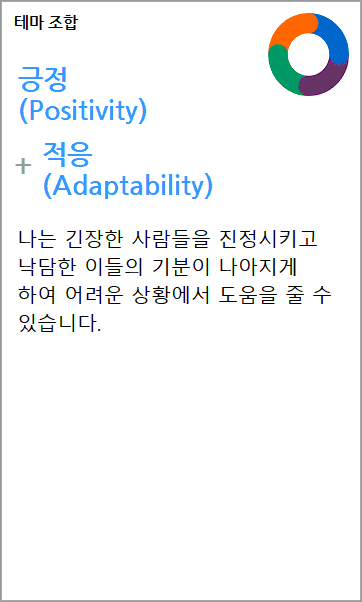 테마 조합
긍정
(Positivity)
+ 적응
(Adaptability)
나는 긴장한 사람들을 진정시키고
낙담한 이들의 기분이 나아지게
하여 어려운 상황에서 도움을 줄 수
있습니다.